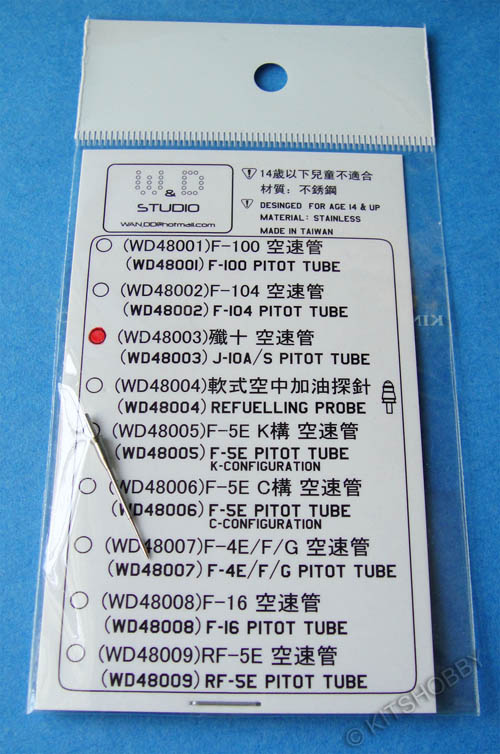 W&D
STUDIO
WAN.DD@hotmail.com
14歲以下兒童不適合
材質：不銹鋼
DESINGED FOR AGE 14 & UP
MATERIAL: STAINLESS
MADE IN TAIWAN
(WD48001)F-100 空速管
(WD48001) F-100 PITOT TUBE
(WD48002)F-104 空速管
(WD48002) F-104 PITOT TUBE
(WD48003)殲十 空速管
(WD48003) J-10A/S PITOT TUBE
(WD48004)軟式空中加油探針
(WD48004) REFUELLING PROBE
(WD48005)F-5E K構 空速管
(WD48005) F-5E PITOT TUBE
K-CONFIGURATION
(WD48006)F-5E C構 空速管
(WD48006) F-5E PITOT TUBE
C-CONFIGURATION
(WD48007)F-4E/F/G 空速管
(WD48007) F-4E/F/G PITOT TUBE
(WD48008)F-16 空速管
(WD48008) F-16 PITOT TUBE
(WD48009)RF-5E 空速管
(WD48009) RF-5E PITOT TUBE
© KITSHOBBY